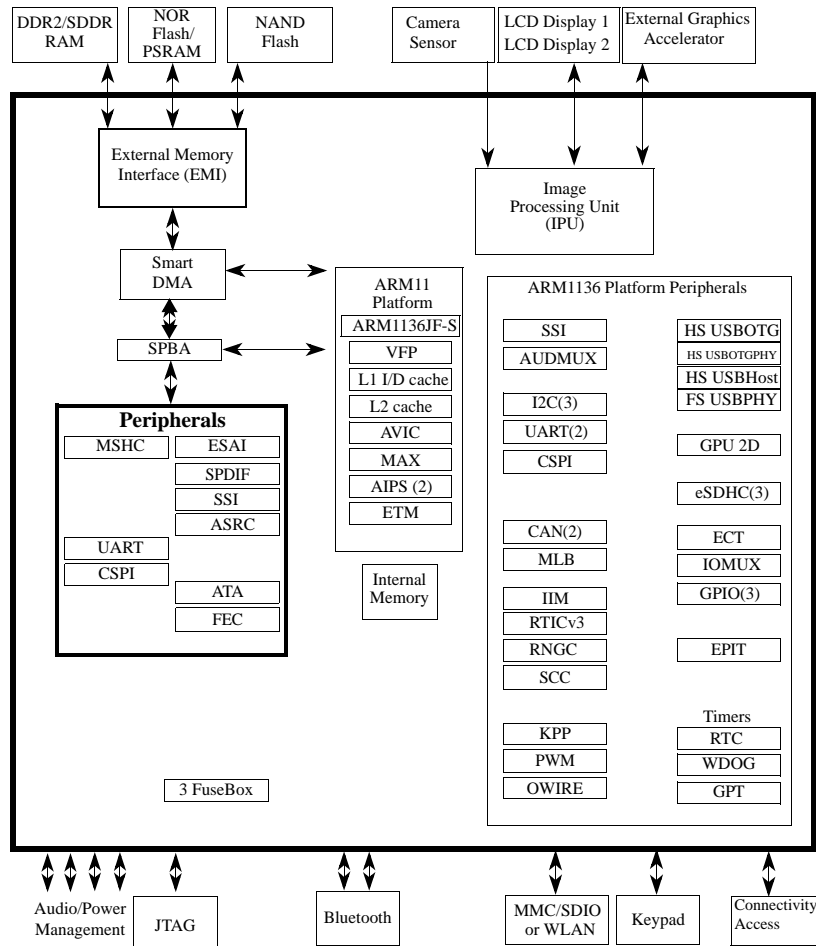 DDR2/SDDR
RAM
NOR
Flash/
PSRAM
NAND
Flash
Camera
Sensor
LCD Display 1
LCD Display 2
External Graphics
Accelerator
External Memory
Interface (EMI)
Image
Processing Unit
(IPU)
Smart
DMA
SPBA
Peripherals
MSHC
ESAI
SPDIF
SSI
ASRC
UART
CSPI
ATA
FEC
ARM11
Platform
ARM1136JF-S
VFP
L1 I/D cache
L2 cache
AVIC
MAX
AIPS (2)
ETM
Internal
Memory
ARM1136 Platform Peripherals
SSI
AUDMUX
I2C(3)
UART(2)
CSPI
CAN(2)
MLB
IIM
RTICv3
RNGC
SCC
KPP
PWM
OWIRE
HS USBOTG
HS USBOTGPHY
HS USBHost
FS USBPHY
GPU 2D
eSDHC(3)
ECT
IOMUX
GPIO(3)
EPIT
Timers
RTC
WDOG
GPT
3 FuseBox
Audio/Power
Management
JTAG
Bluetooth
MMC/SDIO
or WLAN
Keypad
Connectivity
Access